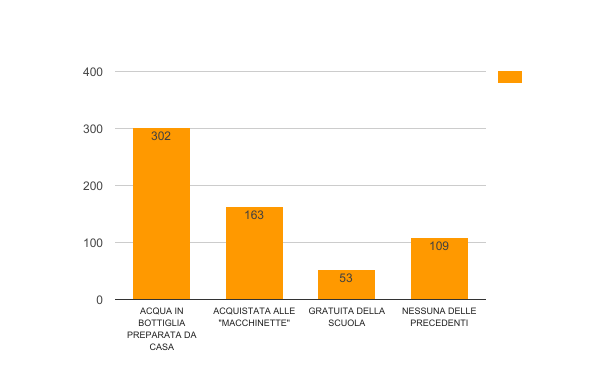 400
300
200
100
0
302
163
53
109
ACQUA IN
BOTTIGLIA
PREPARATA DA
CASA
ACQUISTATA ALLE
"MACCHINETTE"
GRATUITA DELLA
SCUOLA
NESSUNA DELLE
PRECEDENTI